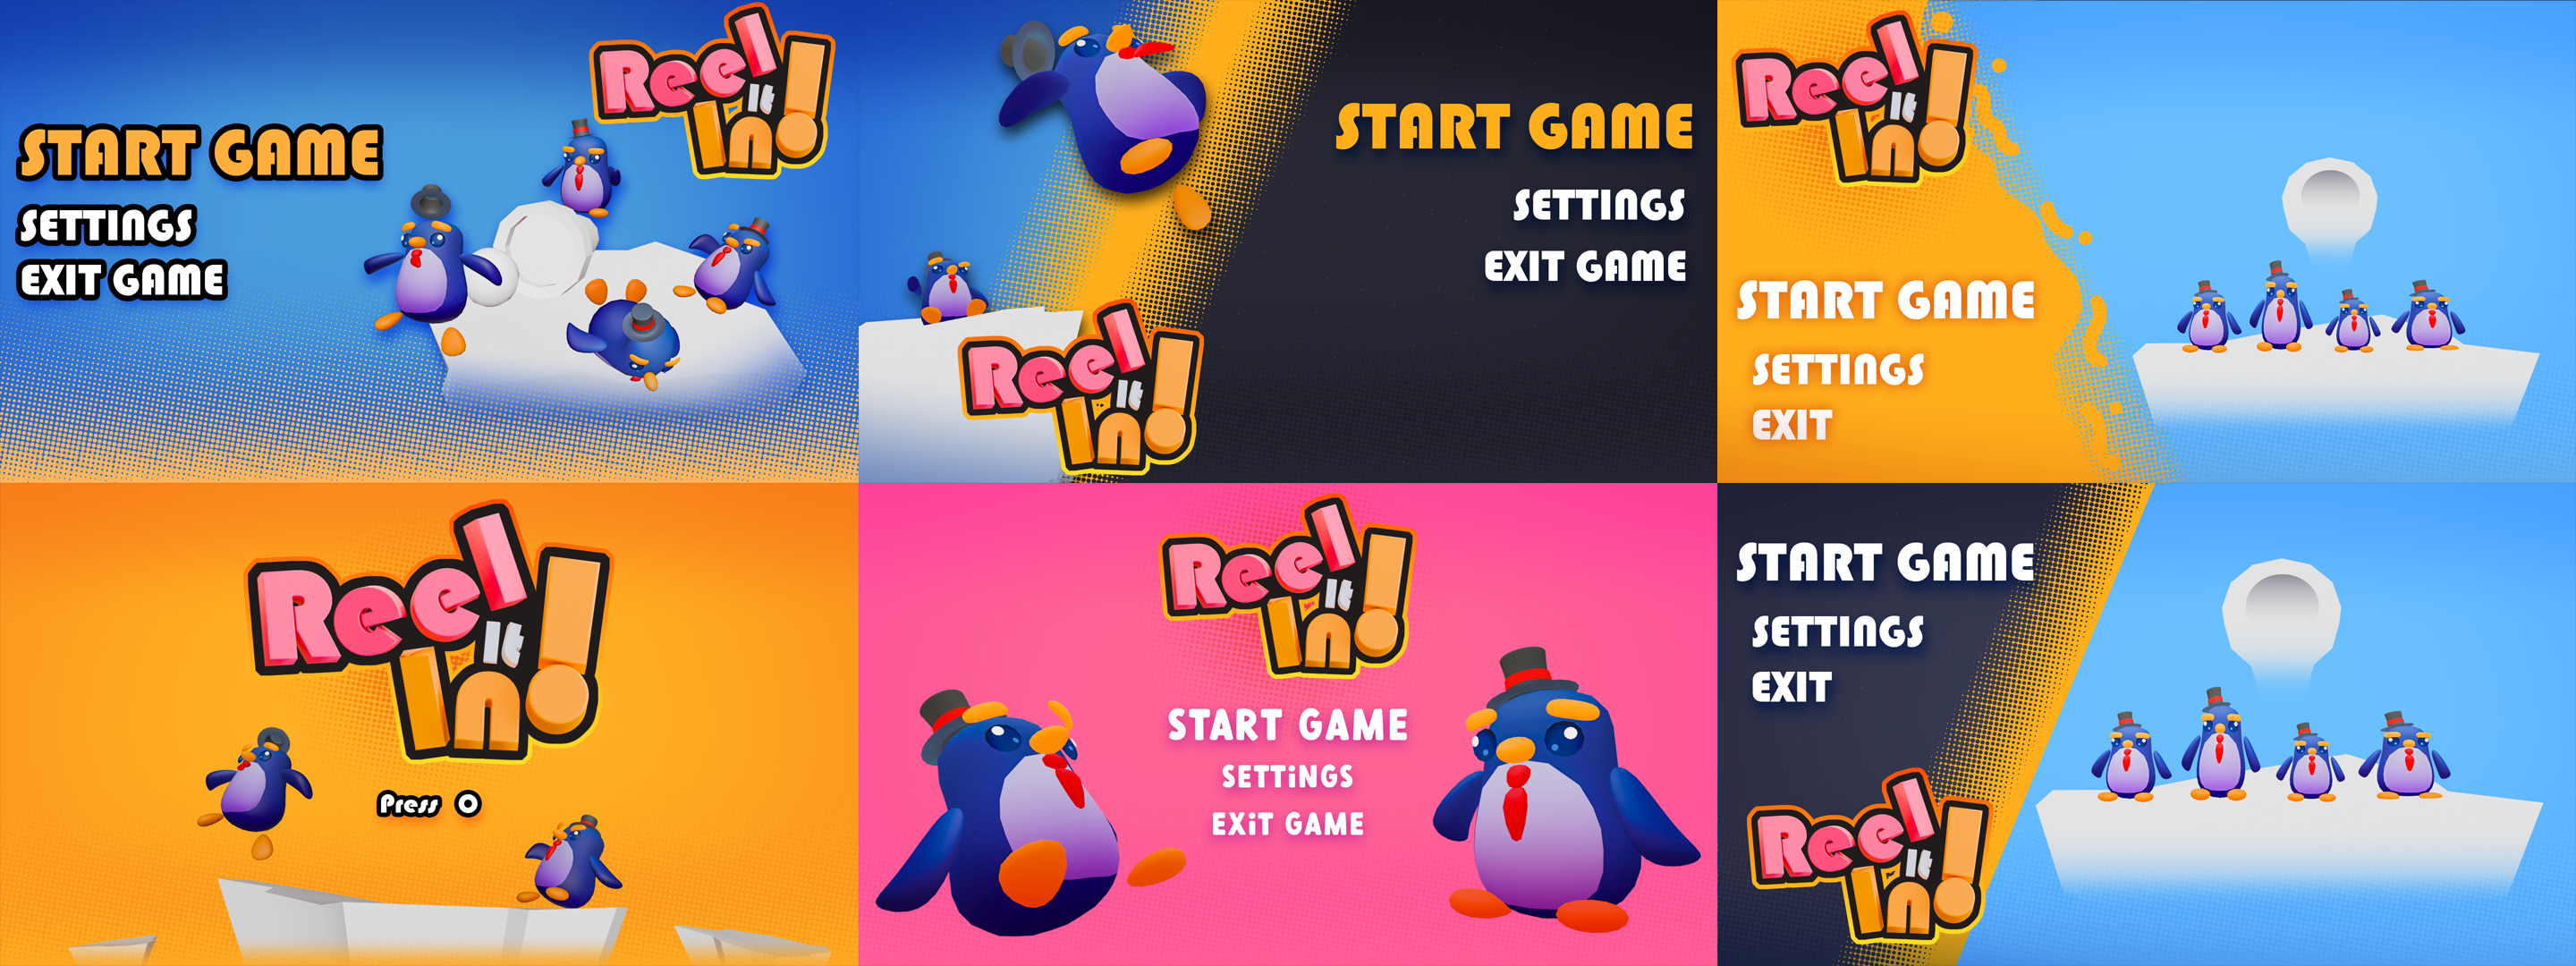 Reel
It
In!
START GAME
SETTINGS
EXIT GAME
START GAME
SETTINGS
EXIT GAME
Reel
It
In!
Reel
It
In!
START GAME
SETTINGS
EXIT
Reel
It
In!
Press O
Reel
It
In!
START GAME
SETTiNGS
EXiT GAME
START GAME
SETTINGS
EXIT
Reel
It
In!